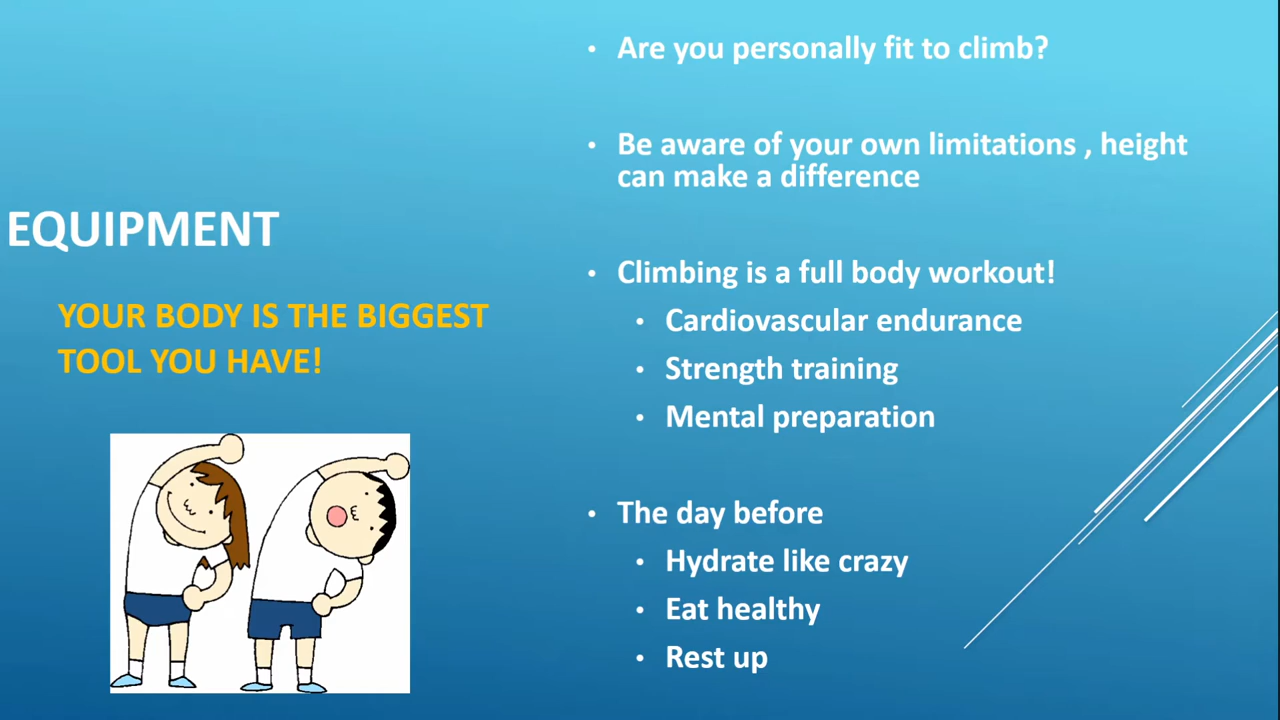 EQUIPMENT
YOUR BODY IS THE BIGGEST
TOOL YOU HAVE!
• Are you personally fit to climb?
• Be aware of your own limitations , height
can make a difference
• Climbing is a full body workout!
• Cardiovascular endurance
• Strength training
• Mental preparation
• The day before
• Hydrate like crazy
• Eat healthy
• Rest up